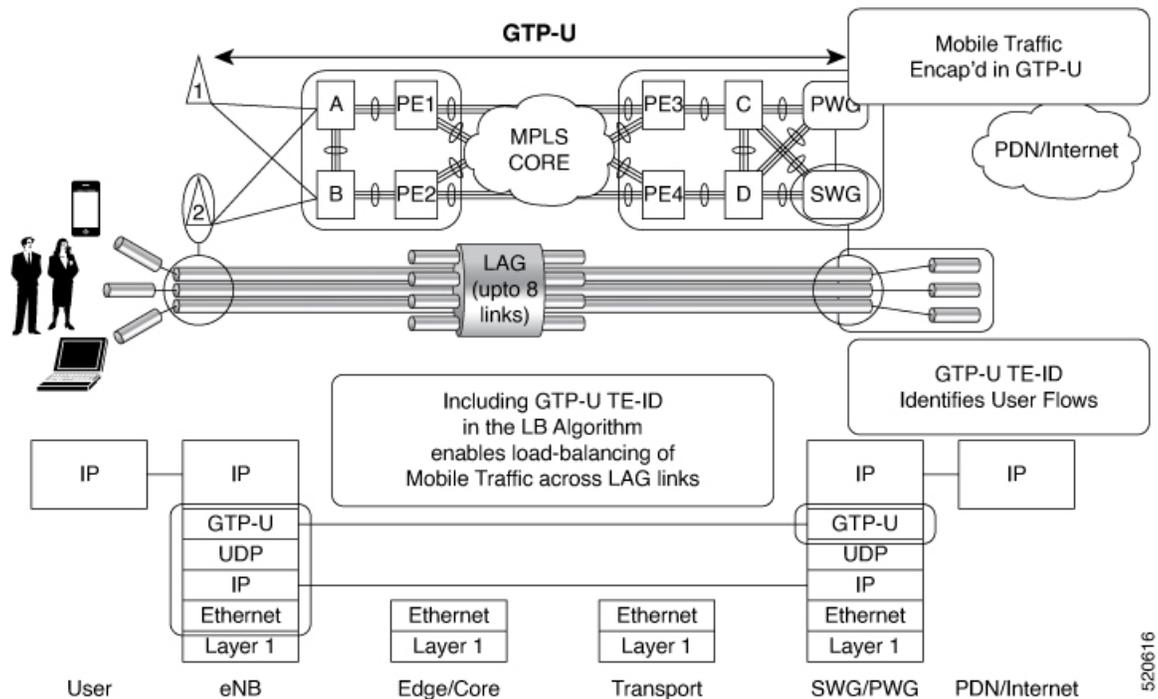 GTP-U
Mobile Traffic
Encap'd in GTP-U
1
A
PE1
PE3
C
PWG
MPLS
CORE
PDN/Internet
2
B
PE2
PE4
D
SWG
LAG
(upto 8
links)
GTP-U TE-ID
Identifies User Flows
Including GTP-U TE-ID
in the LB Algorithm
enables load-balancing of
Mobile Traffic across LAG links
IP
IP
IP
IP
GTP-U
GTP-U
UDP
UDP
IP
IP
Ethernet
Ethernet
Ethernet
Ethernet
Layer 1
Layer 1
Layer 1
Layer 1
User
eNB
Edge/Core
Transport
SWG/PWG
PDN/Internet
520616